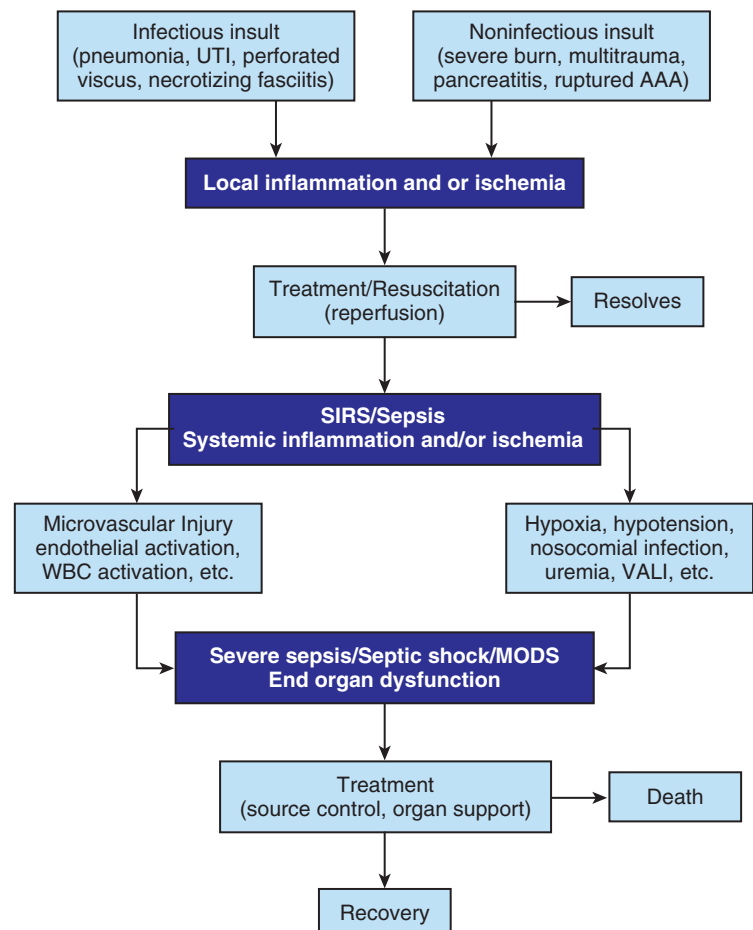 Infectious insult
(pneumonia, UTI, perforated
viscus, necrotizing fasciitis)
Noninfectious insult
(severe burn, multitrauma,
pancreatitis, ruptured AAA)
Local inflammation and or ischemia
Treatment/Resuscitation
(reperfusion)
Resolves
SIRS/Sepsis
Systemic inflammation and/or ischemia
Microvascular Injury
endothelial activation,
WBC activation, etc.
Hypoxia, hypotension,
nosocomial infection,
uremia, VALI, etc.
Severe sepsis/Septic shock/MODS
End organ dysfunction
Treatment
(source control, organ support)
Death
Recovery